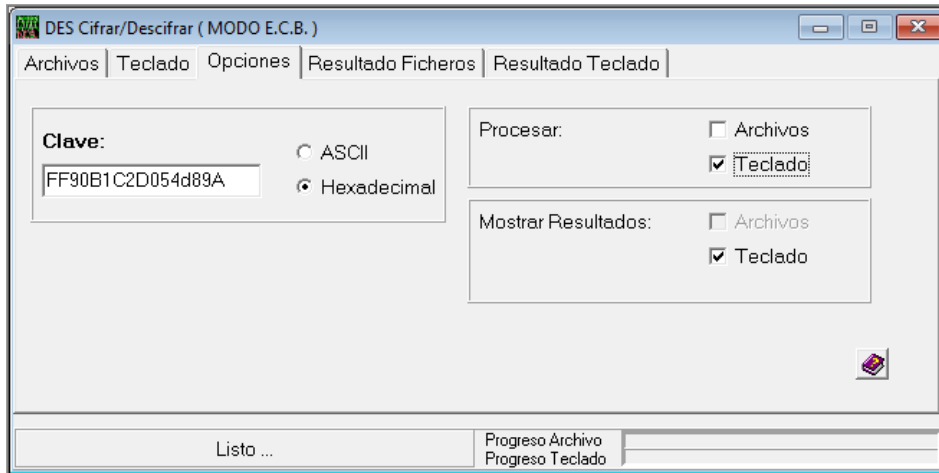 DES Cifrar/Descifrar ( MODO E.C.B. )
Archivos Teclado Opciones Resultado Ficheros Resultado Teclado
Clave:
FF90B1C2D054d89A
ASCII
Hexadecimal
Procesar:
Archivos
Teclado
Mostrar Resultados:
Archivos
Teclado
Listo ...
Progreso Archivo
Progreso Teclado